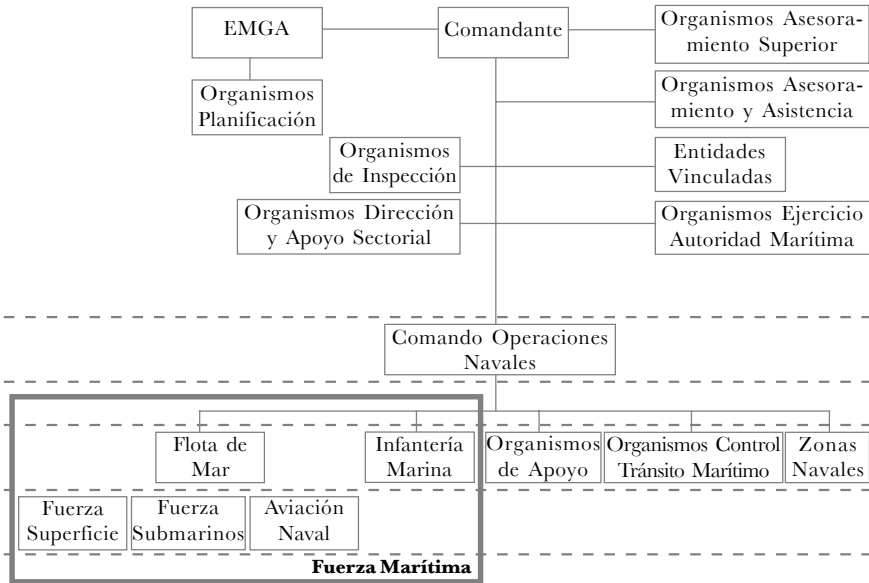 EMGA
Comandante
Organismos Asesora-
miento Superior
Organismos
Planificación
Organismos Asesora-
miento y Asistencia
Organismos
de Inspección
Entidades
Vinculadas
Organismos Dirección
y Apoyo Sectorial
Organismos Ejercicio
Autoridad Marítima
Comando Operaciones
Navales
Flota de
Mar
Infantería
Marina
Organismos
de Apoyo
Organismos Control
Tránsito Marítimo
Zonas
Navales
Fuerza
Superficie
Fuerza
Submarinos
Aviación
Naval
Fuerza Marítima